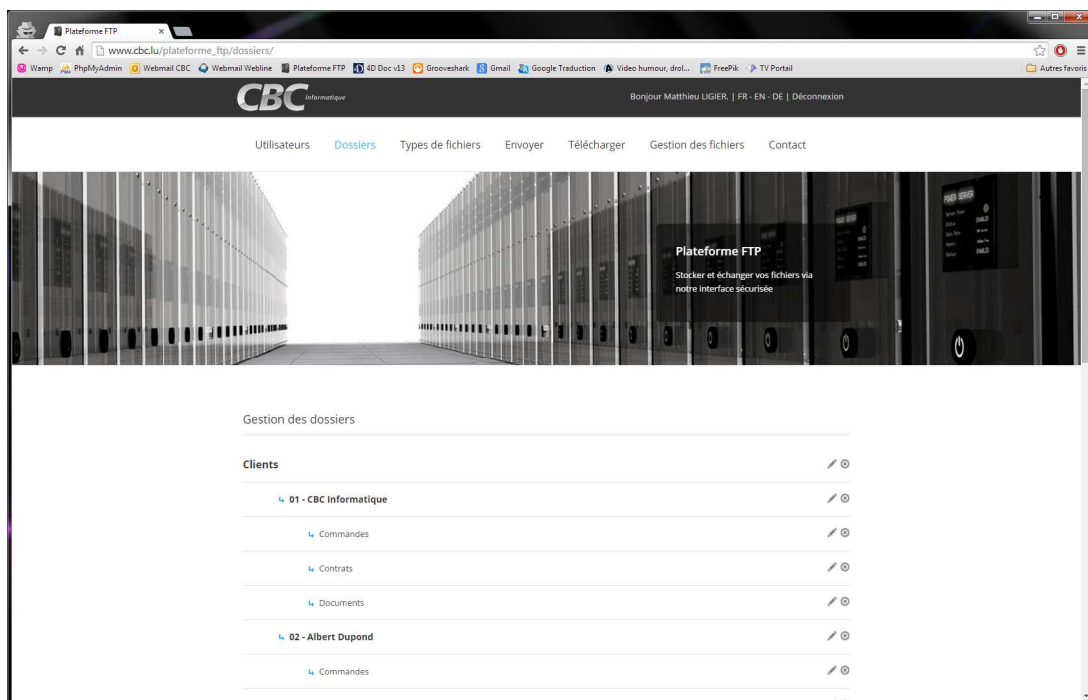 Plateforme FTP
www.cbc.lu/plateforme_ftp/dossiers/
Wamp PhpMyAdmin Webmail CBC Webmail Webline Plateforme FTP 4D Doc v13 Grooveshark Gmail Google Traduction Video humour, drol... FreePik TV Portail Autres favoris
CBC Informatique
Bonjour Matthieu LIGIER. | FR - EN - DE | Déconnexion
Utilisateurs Dossiers Types de fichiers Envoyer Télécharger Gestion des fichiers Contact
POWER SERVER
Plateforme FTP
Stocker et échanger vos fichiers via
notre interface sécurisée
Gestion des dossiers
Clients
01 - CBC Informatique
Commandes
Contrats
Documents
02 - Albert Dupond
Commandes